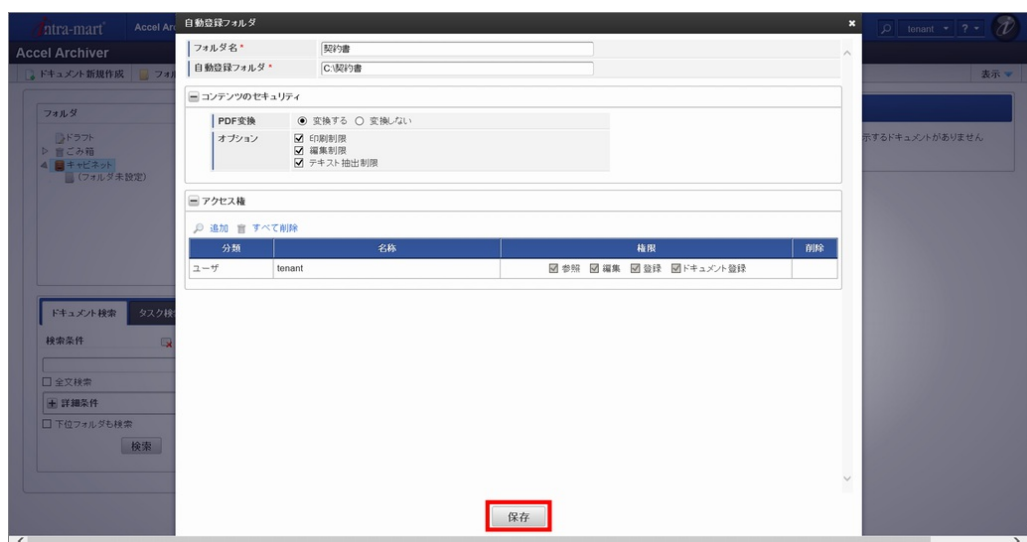 intra-mart
Accel Ar
tenant
?
Accel Archiver
ドキュメント新規作成
フォル
表示
フォルダ
ドラフト
ごみ箱
キャビネット
(フォルダ未設定)
示するドキュメントがありません
ドキュメント検索
タスク検
検索条件
全文検索
詳細条件
下位フォルダも検索
検索
自動登録フォルダ
フォルダ名*
契約書
自動登録フォルダ*
C:\契約書
コンテンツのセキュリティ
PDF変換
変換する 変換しない
オプション
印刷制限
編集制限
テキスト抽出制限
アクセス権
追加 すべて削除
分類 名称 権限 削除
ユーザ tenant 参照 編集 登録 ドキュメント登録
保存